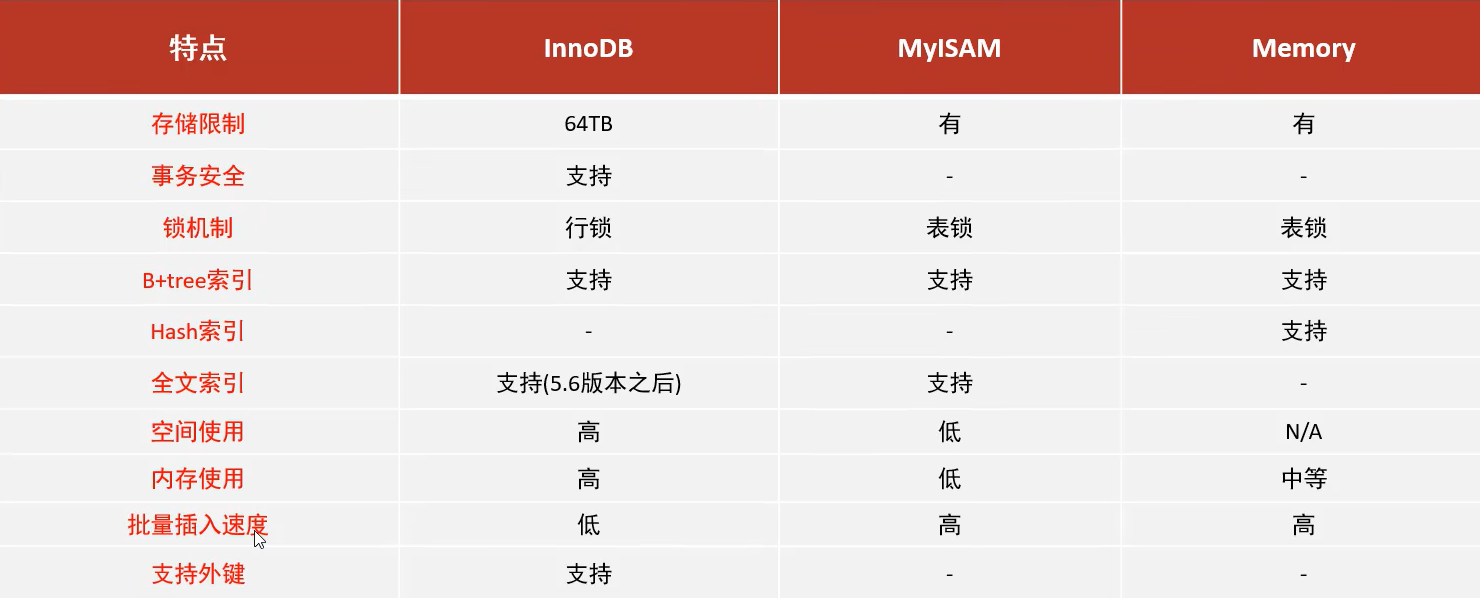 特点 InnoDB MyISAM Memory
存储限制 64TB 有 有
事务安全 支持 - -
锁机制 行锁 表锁 表锁
B+tree索引 支持 支持 支持
Hash索引 - - 支持
全文索引 支持(5.6版本之后) 支持 -
空间使用 高 低 N/A
内存使用 高 低 中等
批量插入速度 低 高 高
支持外键 支持 - -